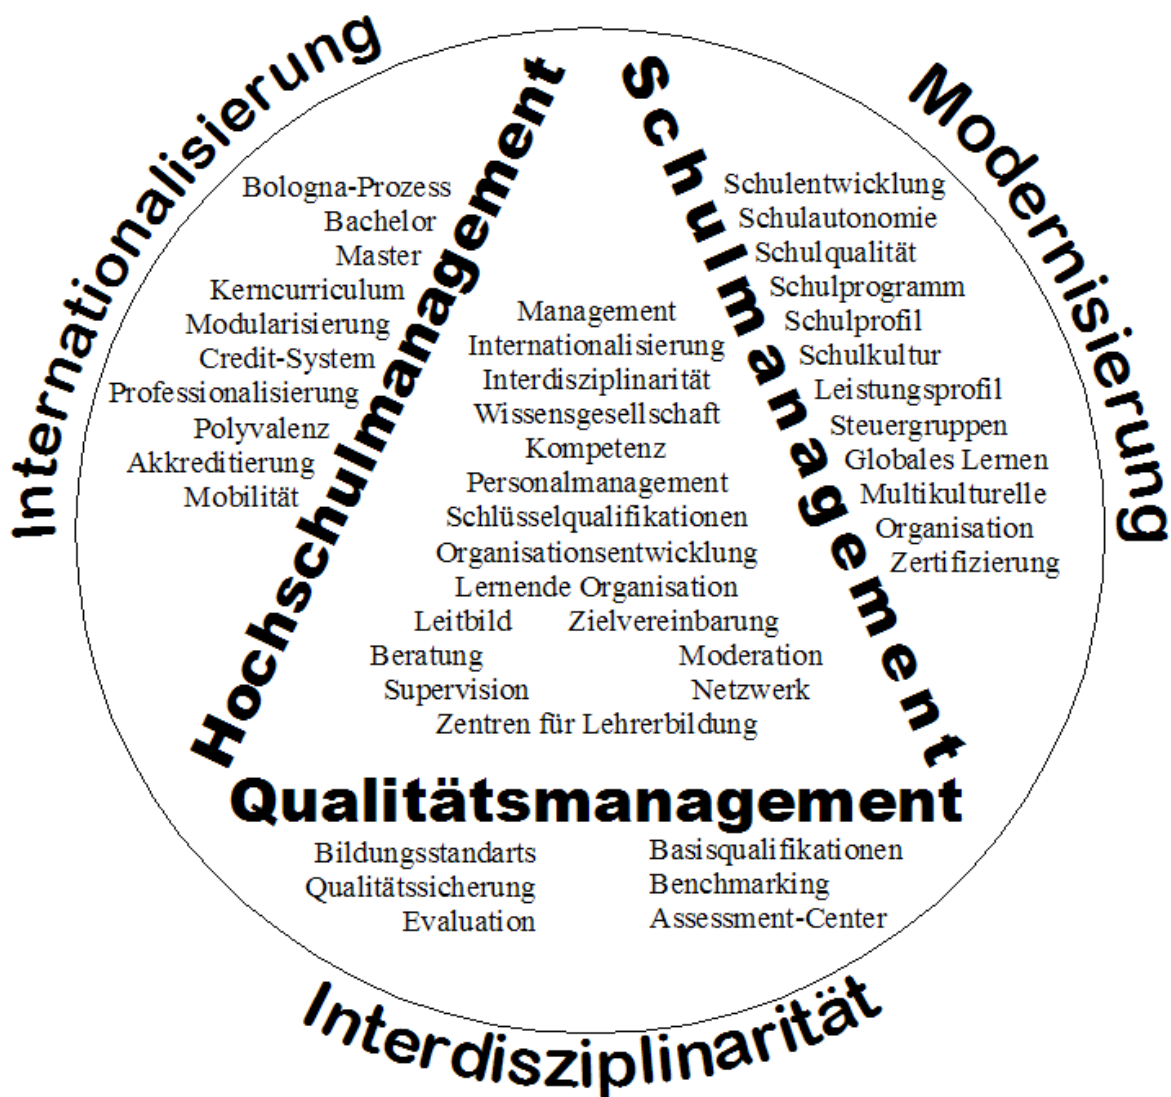 Internationalisierung
Modernisierung
Hochschulmanagement
Schulmanagement
Bologna-Prozess
Bachelor
Master
Kerncurriculum
Modularisierung
Credit-System
Professionalisierung
Polyvalenz
Akkreditierung
Mobilität
Management
Internationalisierung
Interdisziplinarität
Wissensgesellschaft
Kompetenz
Personalmanagement
Schlüsselqualifikationen
Organisationsentwicklung
Lernende Organisation
Leitbild Zielvereinbarung
Beratung Moderation
Supervision Netzwerk
Zentren für Lehrerbildung
Schulentwicklung
Schulautonomie
Schulqualität
Schulprogramm
Schulprofil
Schulkultur
Leistungsprofil
Steuergruppen
Globales Lernen
Multikulturelle
Organisation
Zertifizierung
Qualitätsmanagement
Bildungsstandarts
Qualitätssicherung
Evaluation
Basisqualifikationen
Benchmarking
Assessment-Center
Interdisziplinarität